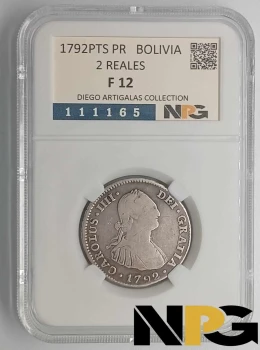 1792PTS PR BOLIVIA
2 REALES
F 12
DIEGO ARTIGALAS COLLECTION
111165 NPG
CAROLUS IIII DEI GRATIA
·1792·
NPG